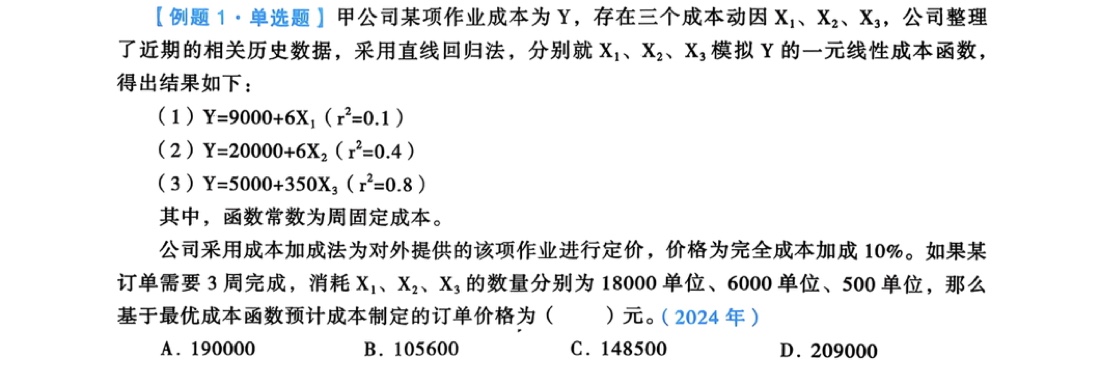 【例题1·单选题】甲公司某项作业成本为Y，存在三个成本动因X₁、X₂、X₃，公司整理
了近期的相关历史数据，采用直线回归法，分别就X₁、X₂、X₃模拟Y的一元线性成本函数，
得出结果如下：
（1）Y=9000+6X₁（r²=0.1）
（2）Y=20000+6X₂（r²=0.4）
（3）Y=5000+350X₃（r²=0.8）
其中，函数常数为周固定成本。
公司采用成本加成法为对外提供的该项作业进行定价，价格为完全成本加成10%。如果某
订单需要3周完成，消耗X₁、X₂、X₃的数量分别为18000单位、6000单位、500单位，那么
基于最优成本函数预计成本制定的订单价格为（ ）元。（2024年）
A. 190000 B. 105600 C. 148500 D. 209000